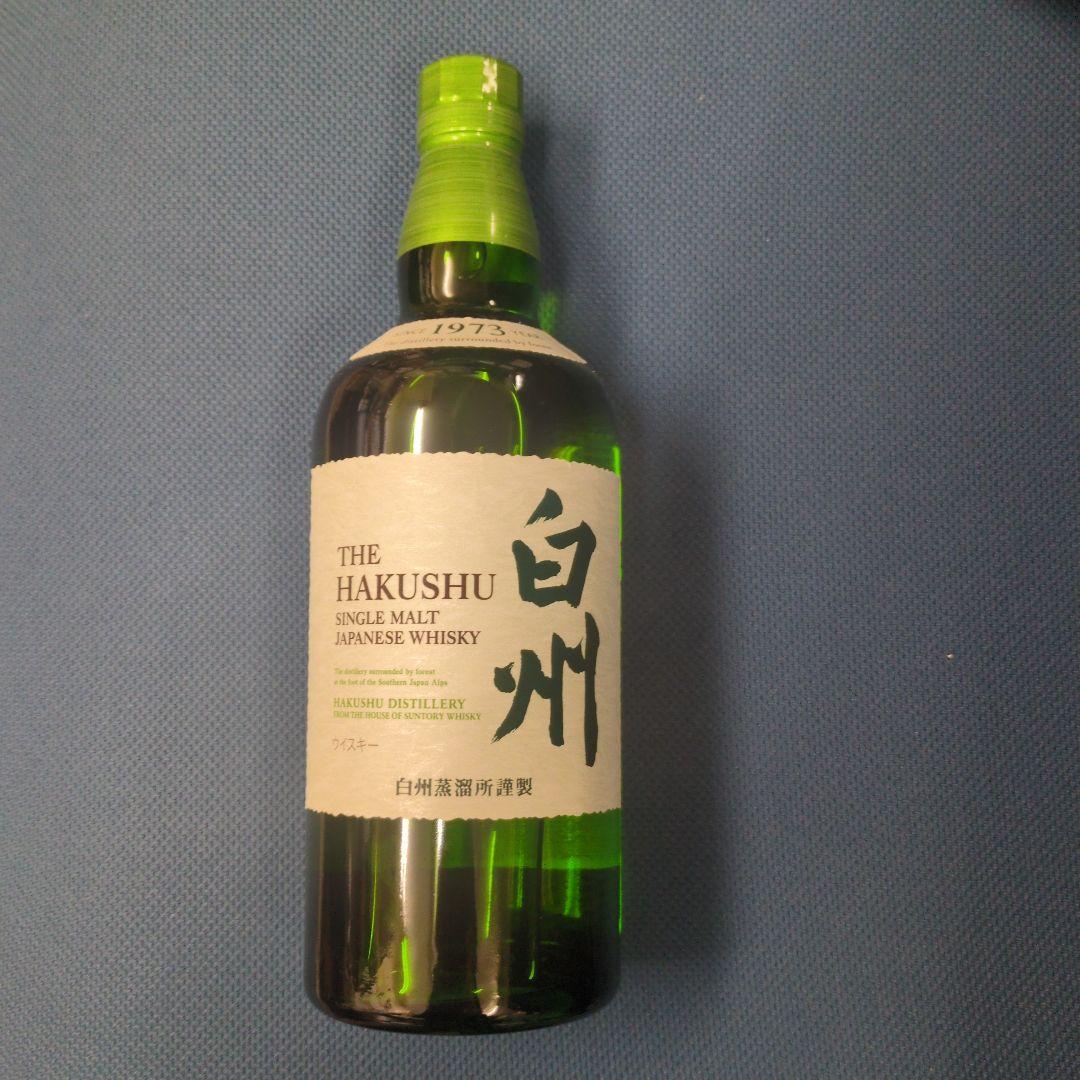 SINCE 1973 YEAR
The distillery surrounded by forest
白州
THE
HAKUSHU
SINGLE MALT
JAPANESE WHISKY
The distillery surrounded by forest
at the foot of the Southern Japan Alps
HAKUSHU DISTILLERY
FROM THE HOUSE OF SUNTORY WHISKY
ウイスキー
白州蒸溜所謹製